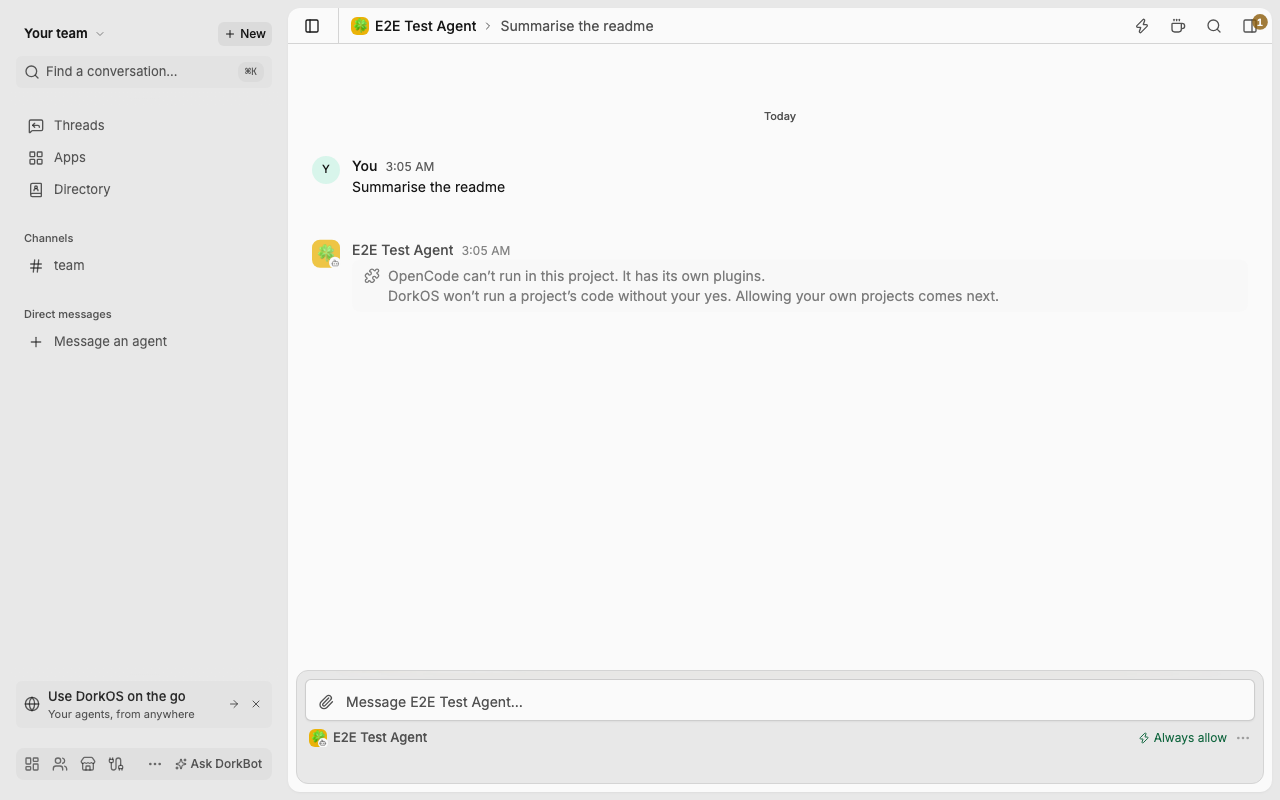 Your team
New
Find a conversation...
⌘K
Threads
Apps
Directory
Channels
team
Direct messages
Message an agent
Use DorkOS on the go
Your agents, from anywhere
Ask DorkBot
E2E Test Agent
Summarise the readme
1
Today
Y
You 3:05 AM
Summarise the readme
E2E Test Agent 3:05 AM
OpenCode can’t run in this project. It has its own plugins.
DorkOS won’t run a project’s code without your yes. Allowing your own projects comes next.
Message E2E Test Agent...
E2E Test Agent
Always allow